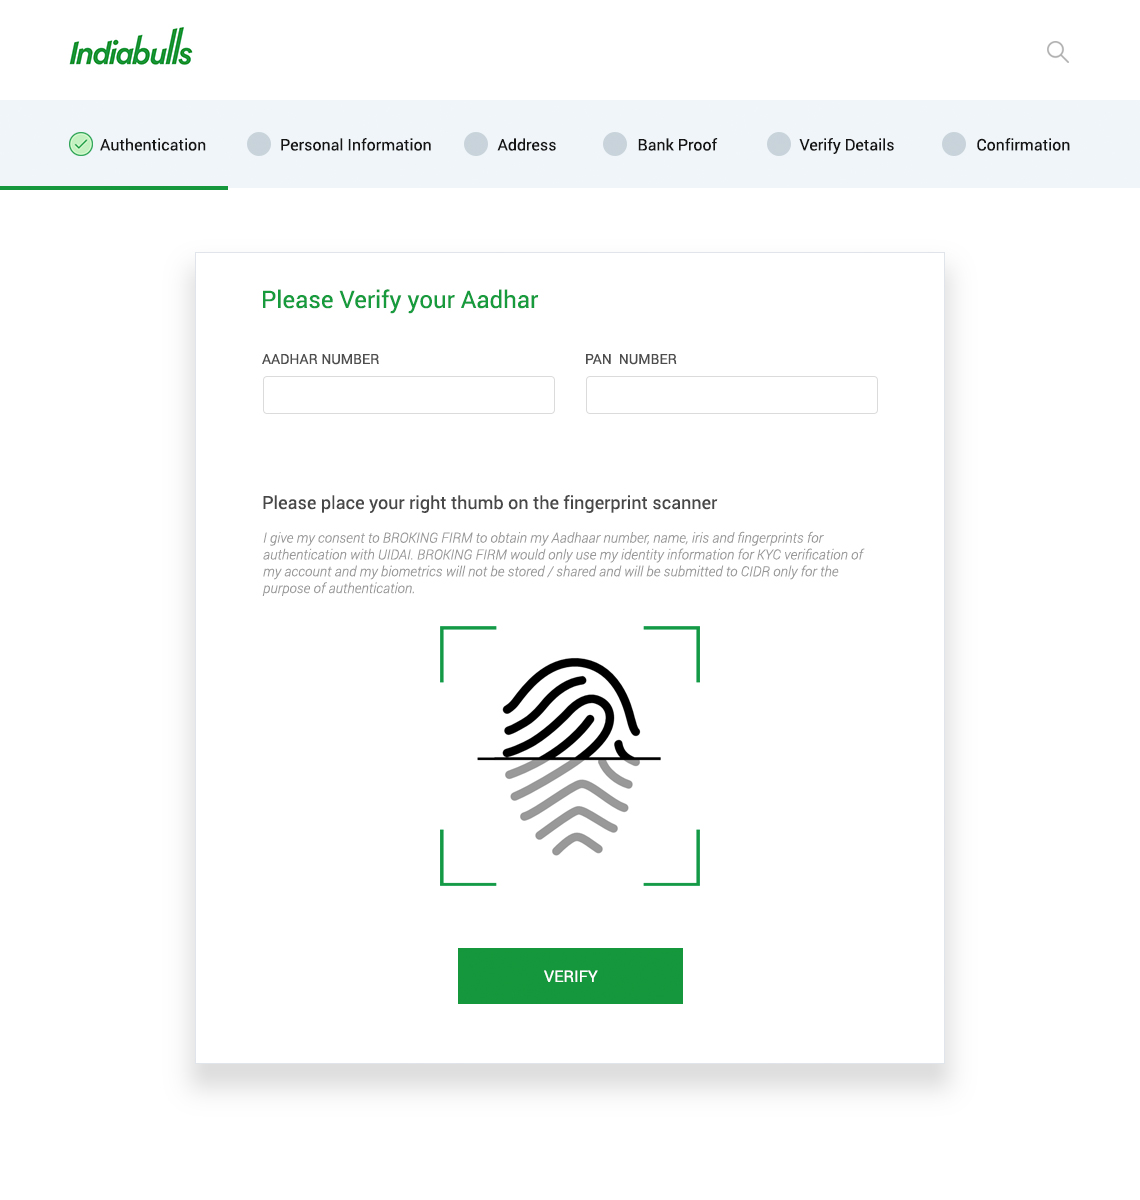 Indiabulls
Authentication
Personal Information
Address
Bank Proof
Verify Details
Confirmation
Please Verify your Aadhar
AADHAR NUMBER
PAN NUMBER
Please place your right thumb on the fingerprint scanner
I give my consent to BROKING FIRM to obtain my Aadhaar number, name, iris and fingerprints for
authentication with UIDAI. BROKING FIRM would only use my identity information for KYC verification of
my account and my biometrics will not be stored / shared and will be submitted to CIDR only for the
purpose of authentication.
VERIFY